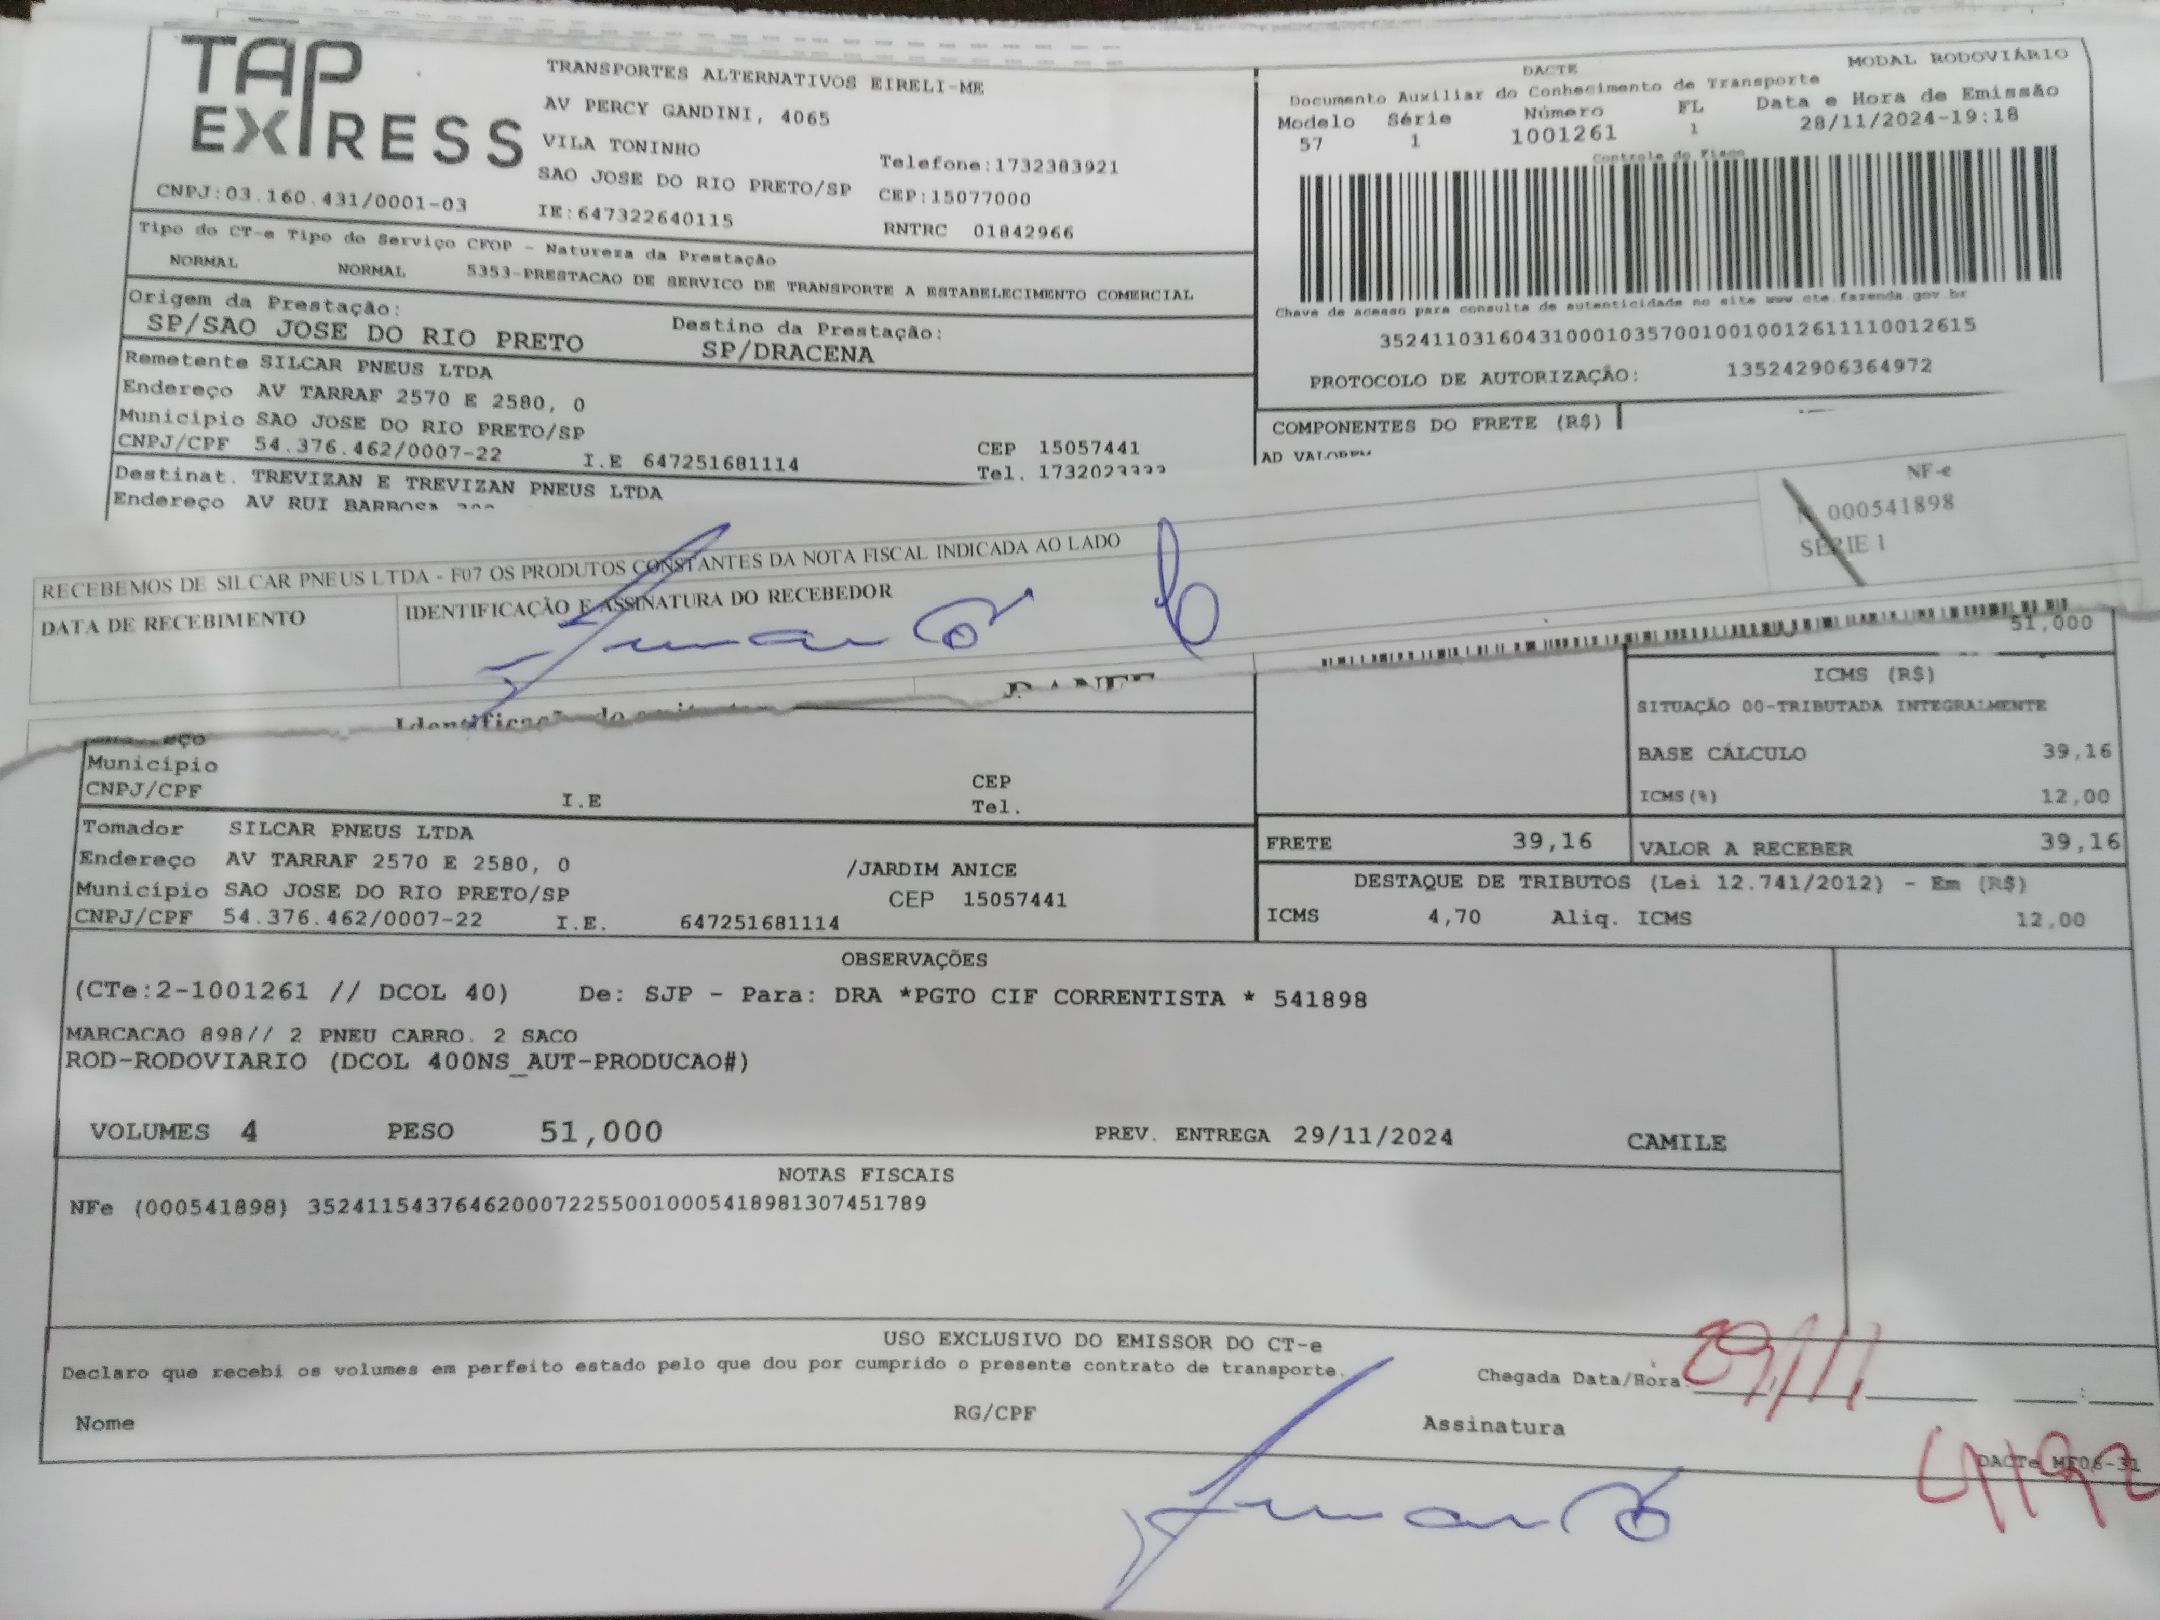 TAP EXPRESS
TRANSPORTES ALTERNATIVOS EIRELI-ME
AV PERCY GANDINI, 4065
VILA TONINHO
SAO JOSE DO RIO PRETO/SP
Telefone:1732383921
CEP:15077000
CNPJ:03.160.431/0001-03
IE:647322640115
RNTRC 01842966
DACTE
MODAL RODOVIÁRIO
Documento Auxiliar do Conhecimento de Transporte
Modelo Série Número FL Data e Hora de Emissão
57 1 1001261 1 28/11/2024-19:18
Controle do Fisco
Chave de acesso para consulta de autenticidade no site www.cte.fazenda.gov.br
35241103160431000103570010010012611110012615
PROTOCOLO DE AUTORIZAÇÃO: 135242906364972
Tipo do CT-e Tipo do Serviço CFOP - Natureza da Prestação
NORMAL NORMAL 5353-PRESTACAO DE SERVICO DE TRANSPORTE A ESTABELECIMENTO COMERCIAL
Origem da Prestação:
SP/SAO JOSE DO RIO PRETO
Destino da Prestação:
SP/DRACENA
Remetente SILCAR PNEUS LTDA
Endereço AV TARRAF 2570 E 2580, 0
Município SAO JOSE DO RIO PRETO/SP
CEP 15057441
CNPJ/CPF 54.376.462/0007-22 I.E 647251681114
Tel.
Destinat. TREVIZAN E TREVIZAN PNEUS LTDA
Endereço AV RUI BARBOSA
COMPONENTES DO FRETE (R$)
AD VALOREM
NF-e
000541898
SÉRIE 1
RECEBEMOS DE SILCAR PNEUS LTDA - F07 OS PRODUTOS CONSTANTES DA NOTA FISCAL INDICADA AO LADO
DATA DE RECEBIMENTO
IDENTIFICAÇÃO E ASSINATURA DO RECEBEDOR
51,000
ICMS (R$)
SITUAÇÃO 00-TRIBUTADA INTEGRALMENTE
BASE CÁLCULO 39,16
ICMS(%) 12,00
Município
CEP
CNPJ/CPF I.E
Tel.
Tomador SILCAR PNEUS LTDA
Endereço AV TARRAF 2570 E 2580, 0 /JARDIM ANICE
Município SAO JOSE DO RIO PRETO/SP CEP 15057441
CNPJ/CPF 54.376.462/0007-22 I.E. 647251681114
FRETE 39,16 VALOR A RECEBER 39,16
DESTAQUE DE TRIBUTOS (Lei 12.741/2012) - Em (R$)
ICMS 4,70 Aliq. ICMS 12,00
OBSERVAÇÕES
(CTe:2-1001261 // DCOL 40) De: SJP - Para: DRA *PGTO CIF CORRENTISTA * 541898
MARCACAO 898// 2 PNEU CARRO. 2 SACO
ROD-RODOVIARIO (DCOL 400NS_AUT-PRODUCAO#)
VOLUMES 4 PESO 51,000 PREV. ENTREGA 29/11/2024 CAMILE
NOTAS FISCAIS
NFe (000541898) 35241154376462000722550010005418981307451789
USO EXCLUSIVO DO EMISSOR DO CT-e
Declaro que recebi os volumes em perfeito estado pelo que dou por cumprido o presente contrato de transporte.
Chegada Data/Hora: 29/11
Nome RG/CPF Assinatura